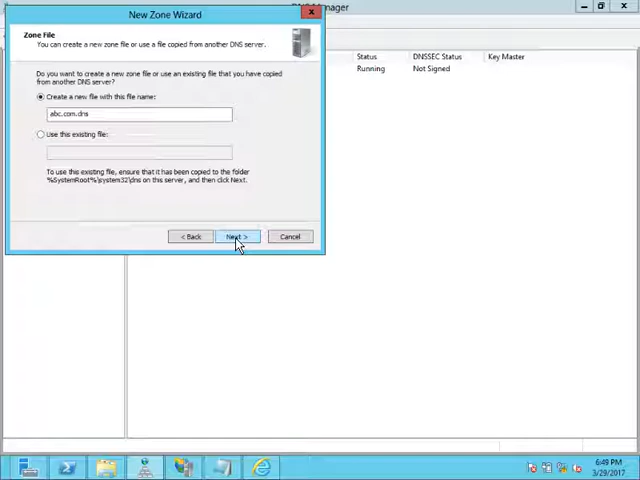 New Zone Wizard
Manager
Zone File
You can create a new zone file or use a file copied from another DNS server.
Do you want to create a new zone file or use an existing file that you have copied
from another DNS server?
Create a new file with this file name:
abc.com.dns
Use this existing file:
To use this existing file, ensure that it has been copied to the folder
%SystemRoot%\system32\dns on this server, and then click Next.
< Back
Next >
Cancel
Status
DNSSEC Status
Key Master
Running
Not Signed
6:49 PM
3/29/2017